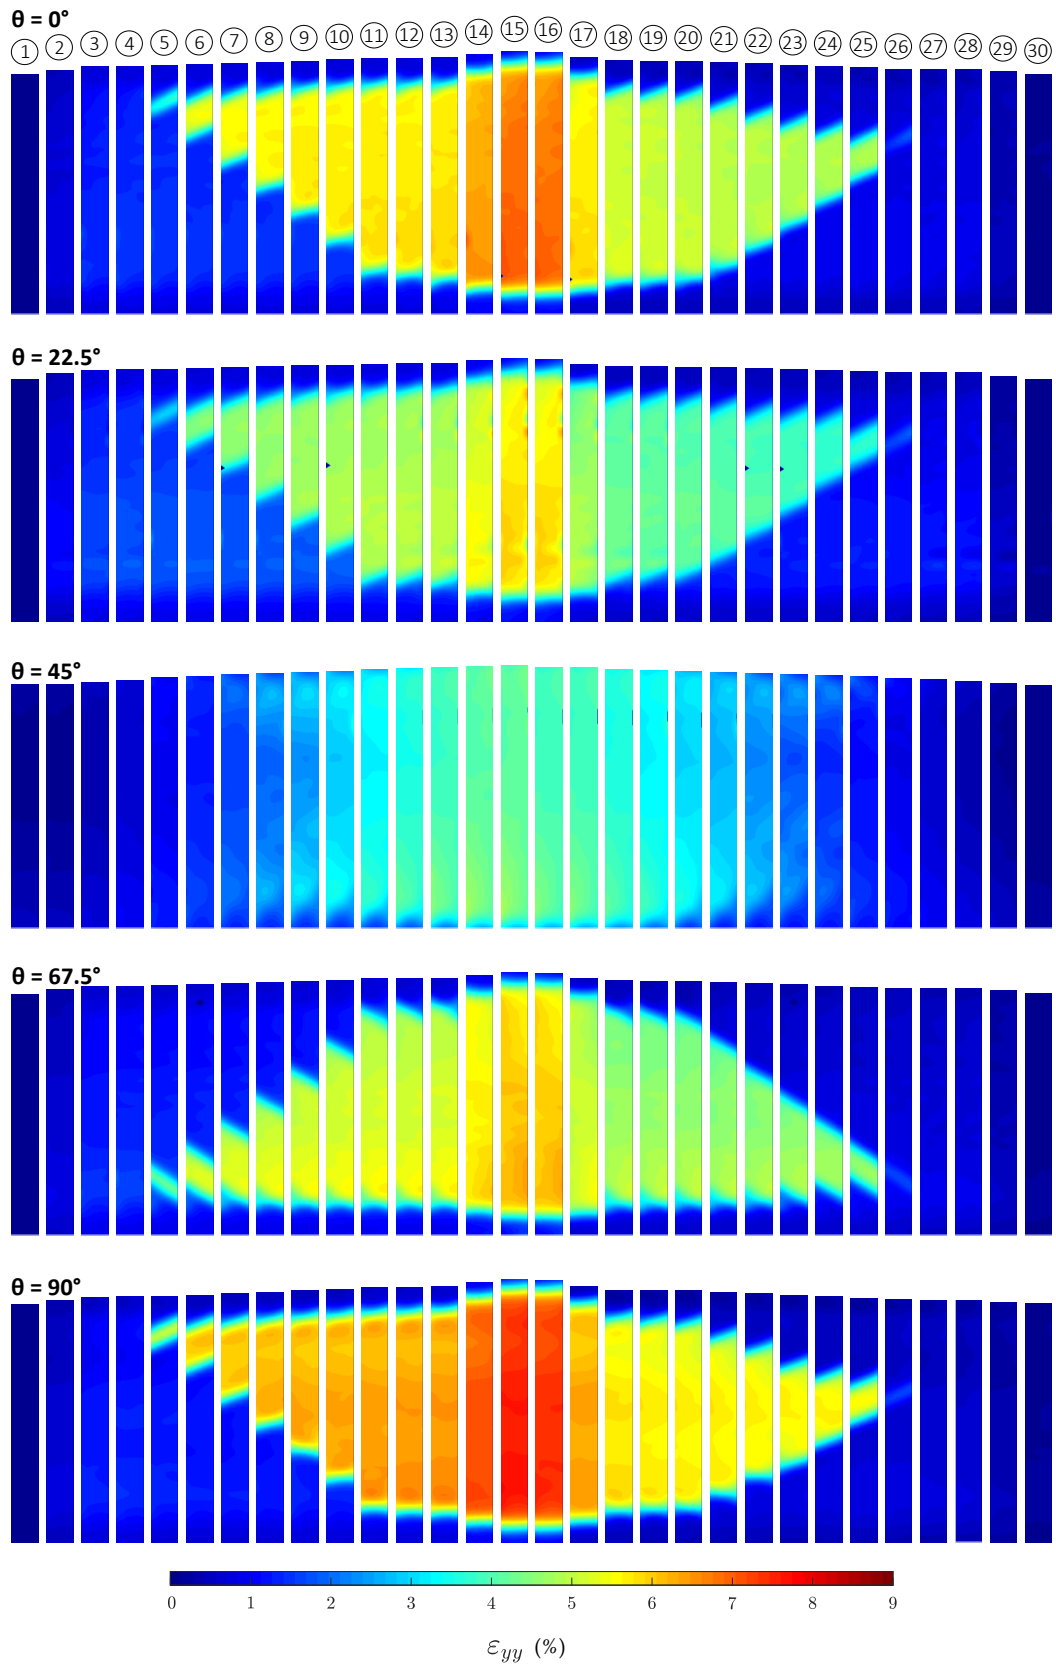 θ = 0°
① ② ③ ④ ⑤ ⑥ ⑦ ⑧ ⑨ ⑩ ⑪ ⑫ ⑬ ⑭ ⑮ ⑯ ⑰ ⑱ ⑲ ⑳ ㉑ ㉒ ㉓ ㉔ ㉕ ㉖ ㉗ ㉘ ㉙ ㉚
θ = 22.5°
θ = 45°
θ = 67.5°
θ = 90°
0 1 2 3 4 5 6 7 8 9
ε_yy (%)